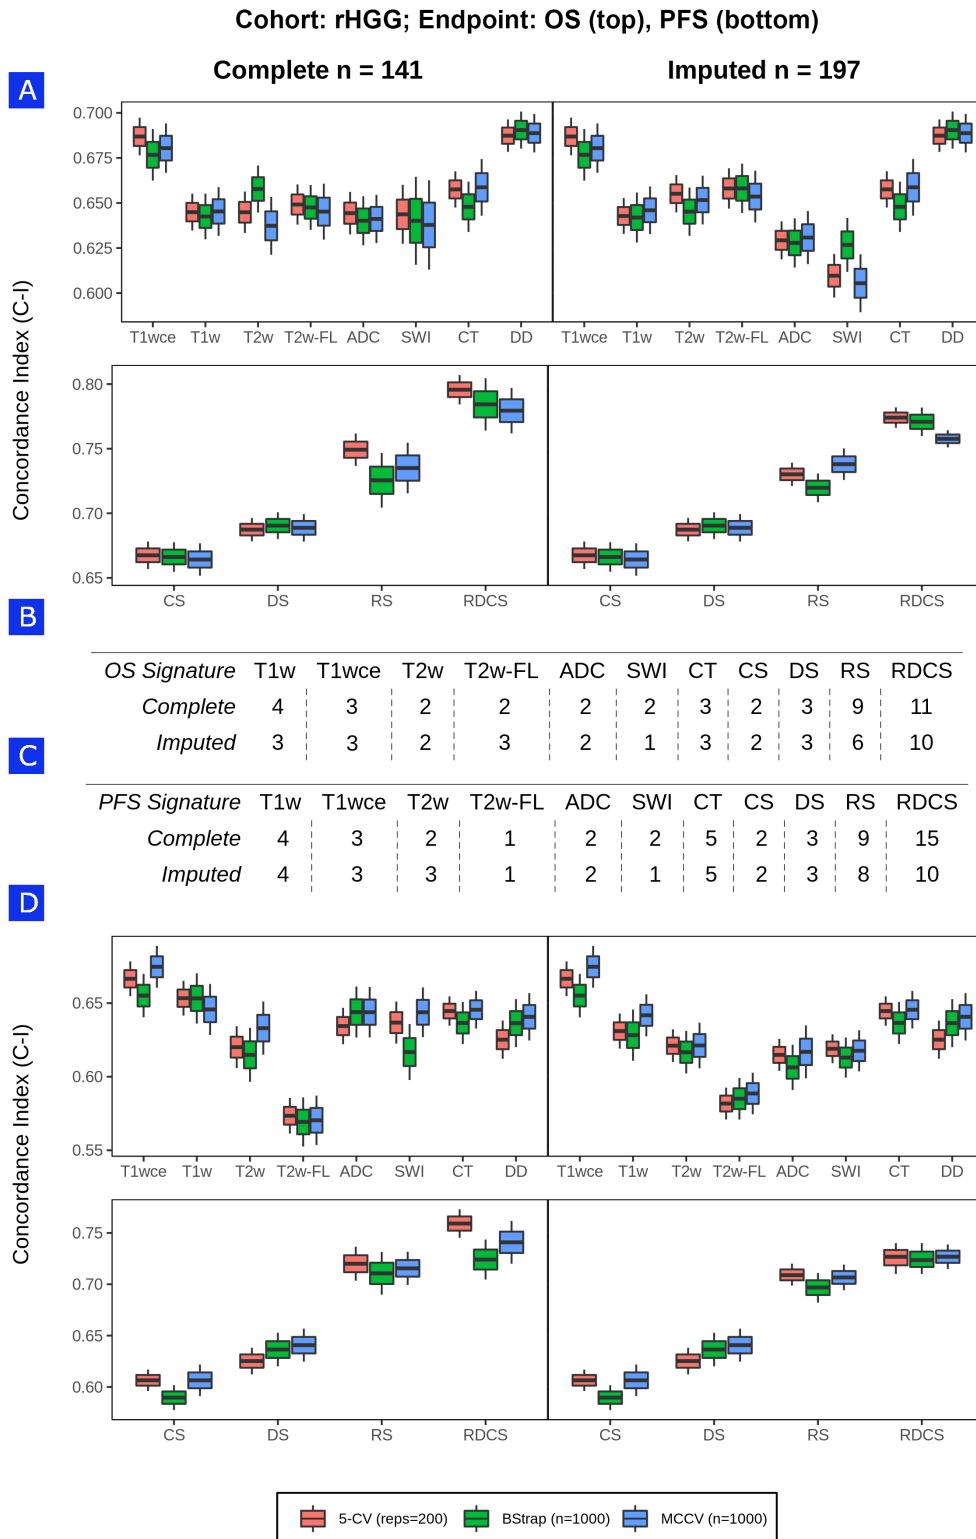 Cohort: rHGG; Endpoint: OS (top), PFS (bottom)
Complete n = 141 Imputed n = 197
A
Concordance Index (C-I)
0.700
0.675
0.650
0.625
0.600
T1wce T1w T2w T2w-FL ADC SWI CT DD T1wce T1w T2w T2w-FL ADC SWI CT DD
0.80
0.75
0.70
0.65
CS DS RS RDCS CS DS RS RDCS
B
OS Signature T1w T1wce T2w T2w-FL ADC SWI CT CS DS RS RDCS
Complete 4 3 2 2 2 2 3 2 3 9 11
Imputed 3 3 2 3 2 1 3 2 3 6 10
C
PFS Signature T1w T1wce T2w T2w-FL ADC SWI CT CS DS RS RDCS
Complete 4 3 2 1 2 2 5 2 3 9 15
Imputed 4 3 3 1 2 1 5 2 3 8 10
D
Concordance Index (C-I)
0.65
0.60
0.55
T1wce T1w T2w T2w-FL ADC SWI CT DD T1wce T1w T2w T2w-FL ADC SWI CT DD
0.75
0.70
0.65
0.60
CS DS RS RDCS CS DS RS RDCS
5-CV (reps=200) BStrap (n=1000) MCCV (n=1000)